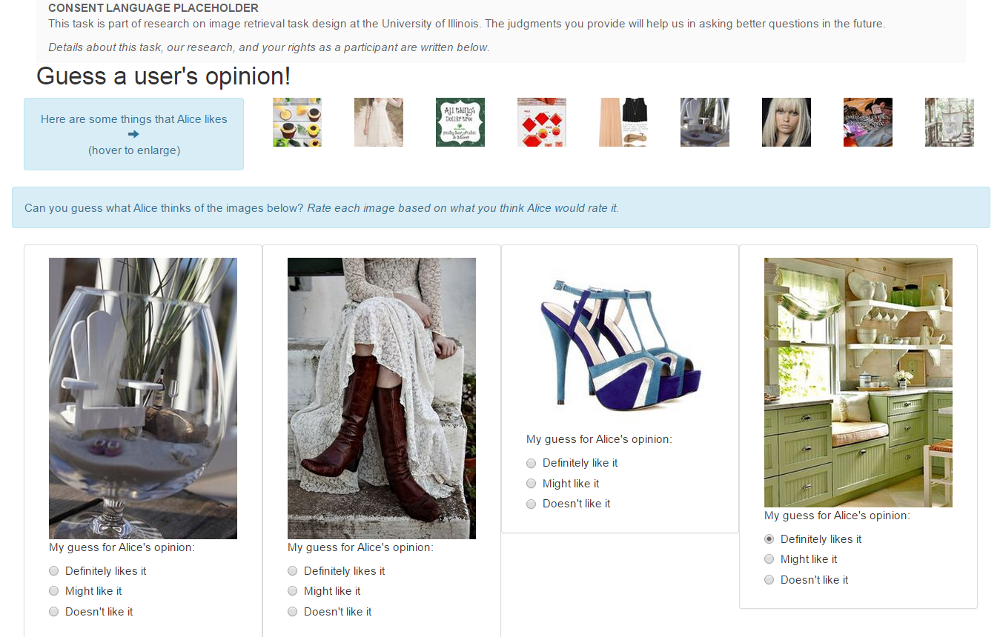 CONSENT LANGUAGE PLACEHOLDER
This task is part of research on image retrieval task design at the University of Illinois. The judgments you provide will help us in asking better questions in the future.
Details about this task, our research, and your rights as a participant are written below.
Guess a user's opinion!
Here are some things that Alice likes
(hover to enlarge)
All things
Dollar tree
& More!
Can you guess what Alice thinks of the images below? Rate each image based on what you think Alice would rate it.
My guess for Alice's opinion:
Definitely likes it
Might like it
Doesn't like it
My guess for Alice's opinion:
Definitely likes it
Might like it
Doesn't like it
My guess for Alice's opinion:
Definitely like it
Might like it
Doesn't like it
My guess for Alice's opinion:
Definitely likes it
Might like it
Doesn't like it